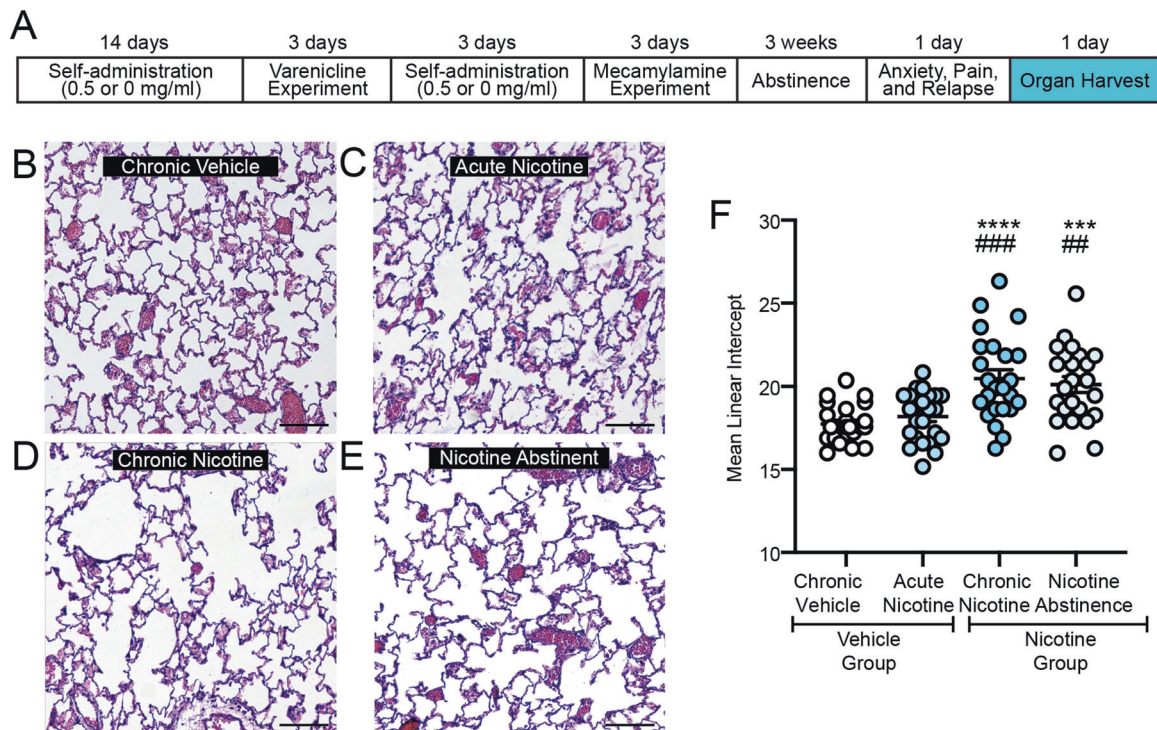 A
14 days
3 days
3 days
3 days
3 weeks
1 day
1 day
Self-administration
(0.5 or 0 mg/ml)
Varenicline
Experiment
Self-administration
(0.5 or 0 mg/ml)
Mecamylamine
Experiment
Abstinence
Anxiety, Pain,
and Relapse
Organ Harvest
B
Chronic Vehicle
C
Acute Nicotine
D
Chronic Nicotine
E
Nicotine Abstinent
F
Mean Linear Intercept
30
25
20
15
10
****
###
***
##
Chronic
Vehicle
Acute
Nicotine
Chronic
Nicotine
Nicotine
Abstinence
Vehicle
Group
Nicotine
Group